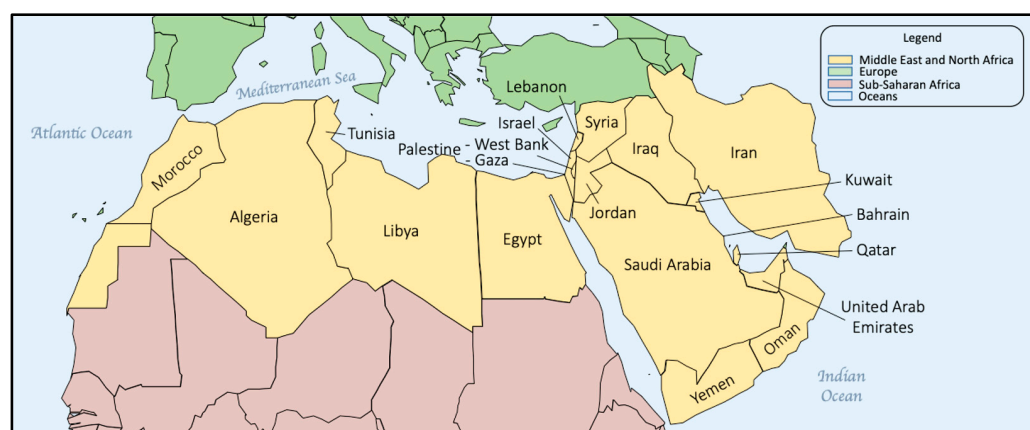 Legend
Middle East and North Africa
Europe
Sub-Saharan Africa
Oceans
Mediterranean Sea
Atlantic Ocean
Lebanon
Israel
Syria
Tunisia
Palestine
- West Bank
- Gaza
Iraq
Iran
Morocco
Kuwait
Algeria
Jordan
Bahrain
Libya
Egypt
Qatar
Saudi Arabia
United Arab
Emirates
Oman
Yemen
Indian
Ocean